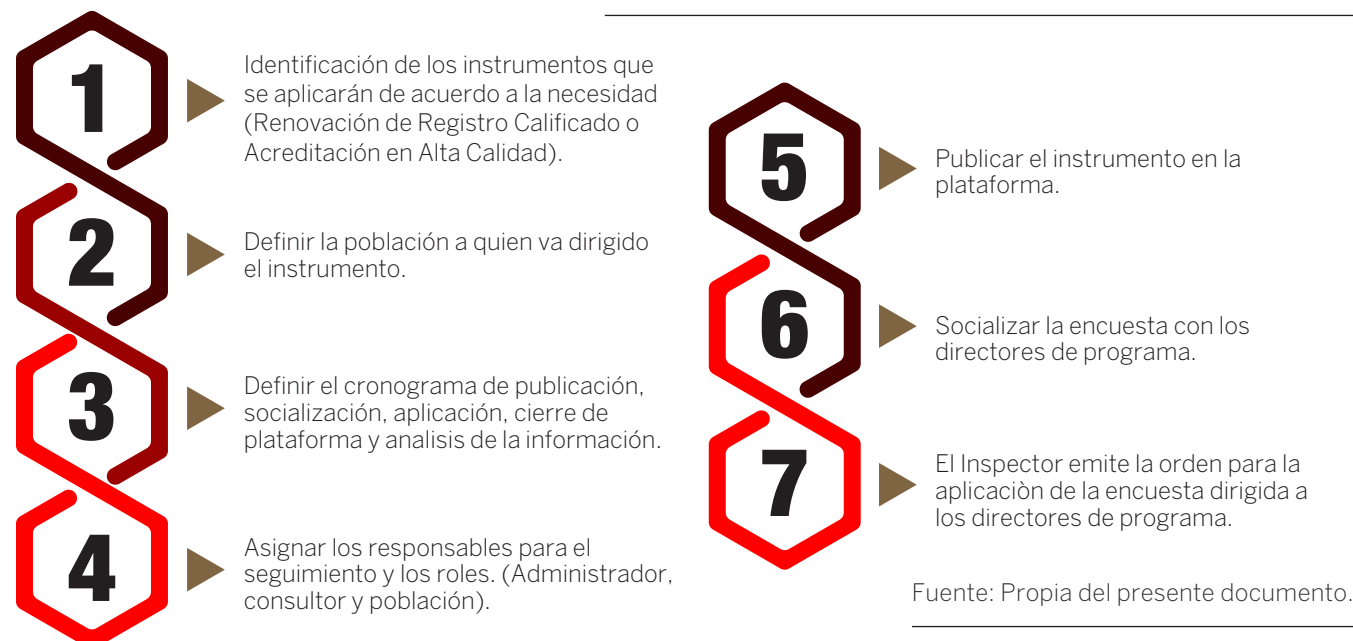 1
Identificación de los instrumentos que
se aplicarán de acuerdo a la necesidad
(Renovación de Registro Calificado o
Acreditación en Alta Calidad).
2
Definir la población a quien va dirigido
el instrumento.
3
Definir el cronograma de publicación,
socialización, aplicación, cierre de
plataforma y analisis de la información.
4
Asignar los responsables para el
seguimiento y los roles. (Administrador,
consultor y población).
5
Publicar el instrumento en la
plataforma.
6
Socializar la encuesta con los
directores de programa.
7
El Inspector emite la orden para la
aplicaciòn de la encuesta dirigida a
los directores de programa.
Fuente: Propia del presente documento.